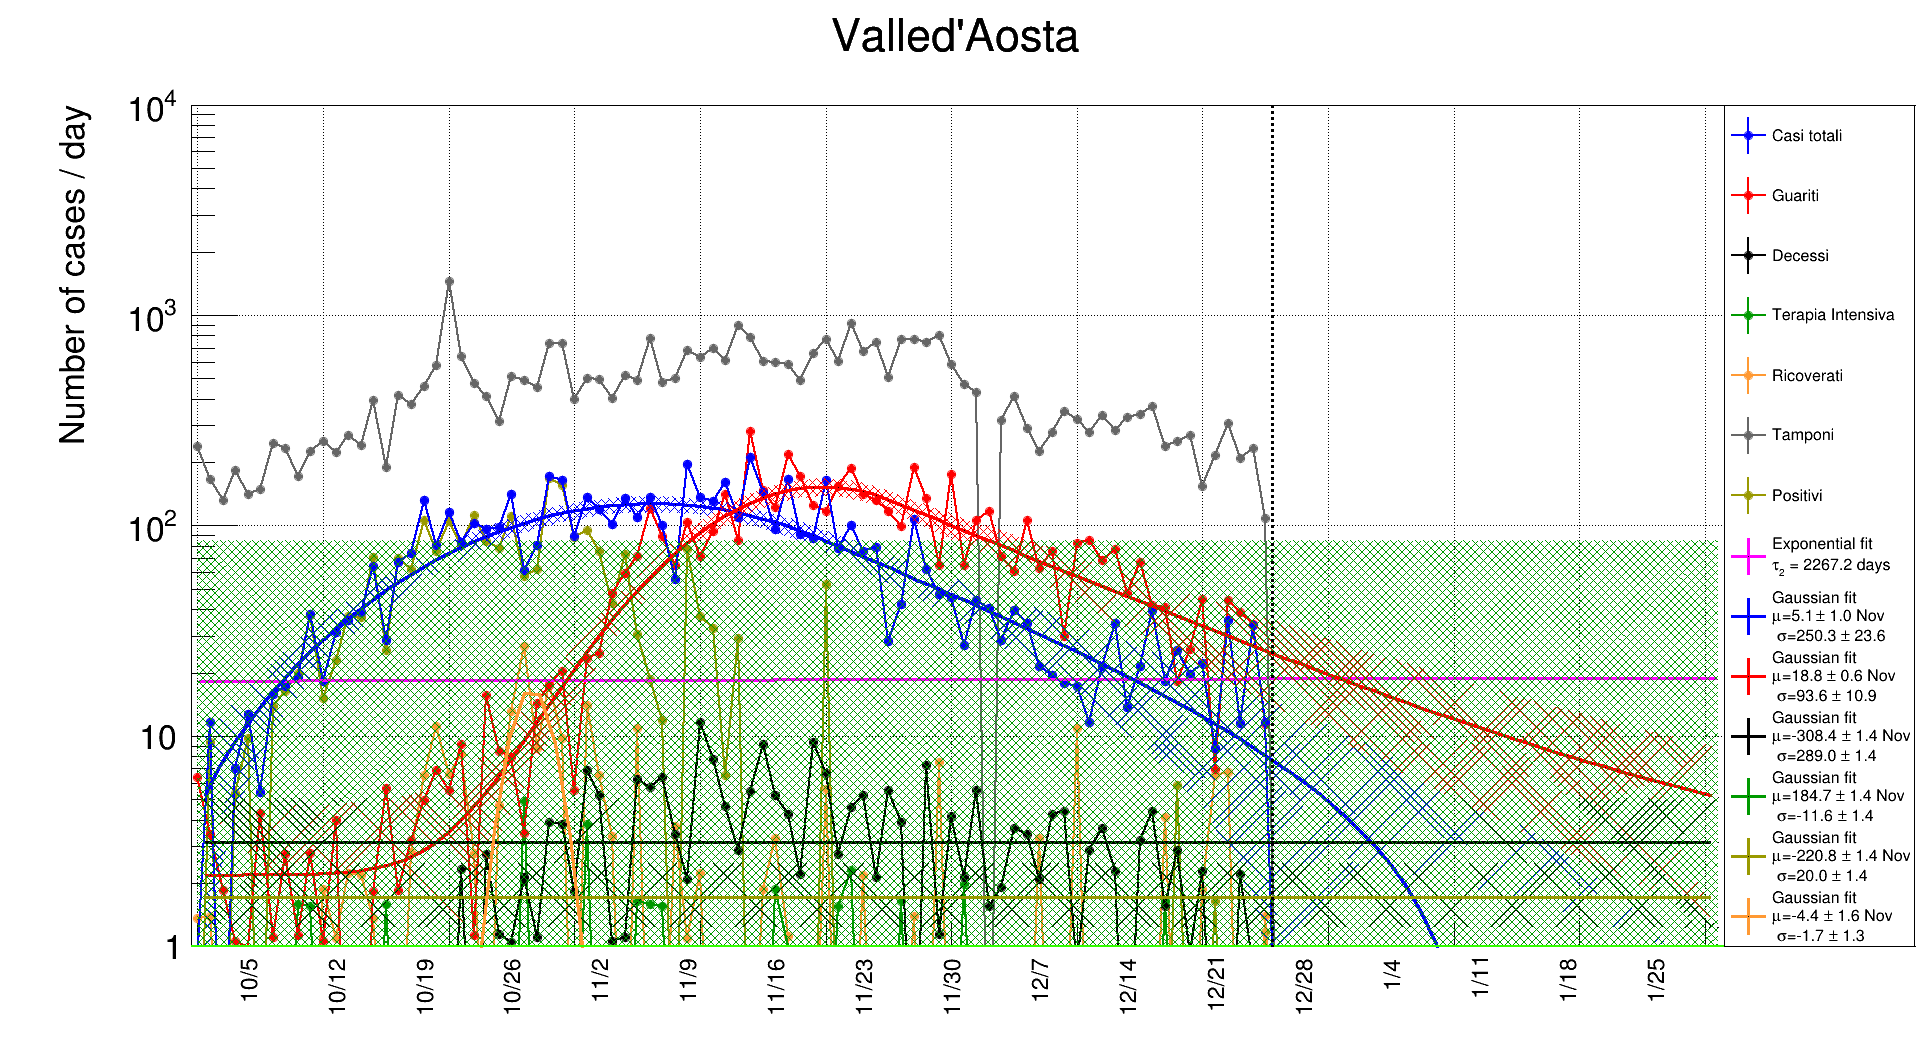 Valled'Aosta
Number of cases / day
10^4
10^3
10^2
10
1
10/5
10/12
10/19
10/26
11/2
11/9
11/16
11/23
11/30
12/7
12/14
12/21
12/28
1/4
1/11
1/18
1/25
Casi totali
Guariti
Decessi
Terapia Intensiva
Ricoverati
Tamponi
Positivi
Exponential fit
τ_2 = 2267.2 days
Gaussian fit
μ=5.1 ± 1.0 Nov
σ=250.3 ± 23.6
Gaussian fit
μ=18.8 ± 0.6 Nov
σ=93.6 ± 10.9
Gaussian fit
μ=-308.4 ± 1.4 Nov
σ=289.0 ± 1.4
Gaussian fit
μ=184.7 ± 1.4 Nov
σ=-11.6 ± 1.4
Gaussian fit
μ=-220.8 ± 1.4 Nov
σ=20.0 ± 1.4
Gaussian fit
μ=-4.4 ± 1.6 Nov
σ=-1.7 ± 1.3